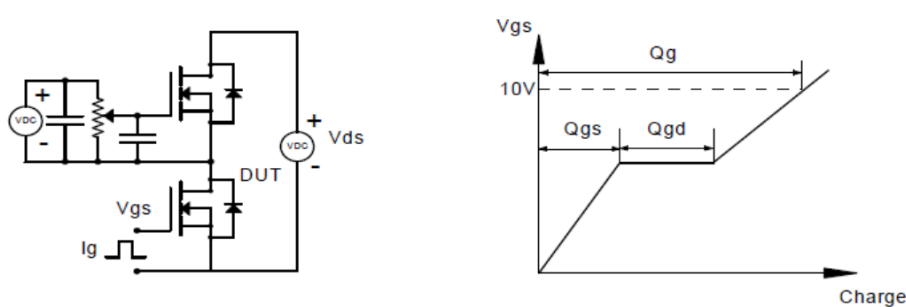 +
VDC
-
Vgs
Ig
DUT
+
VDC
-
Vds
Vgs
Qg
10V
Qgs
Qgd
Charge